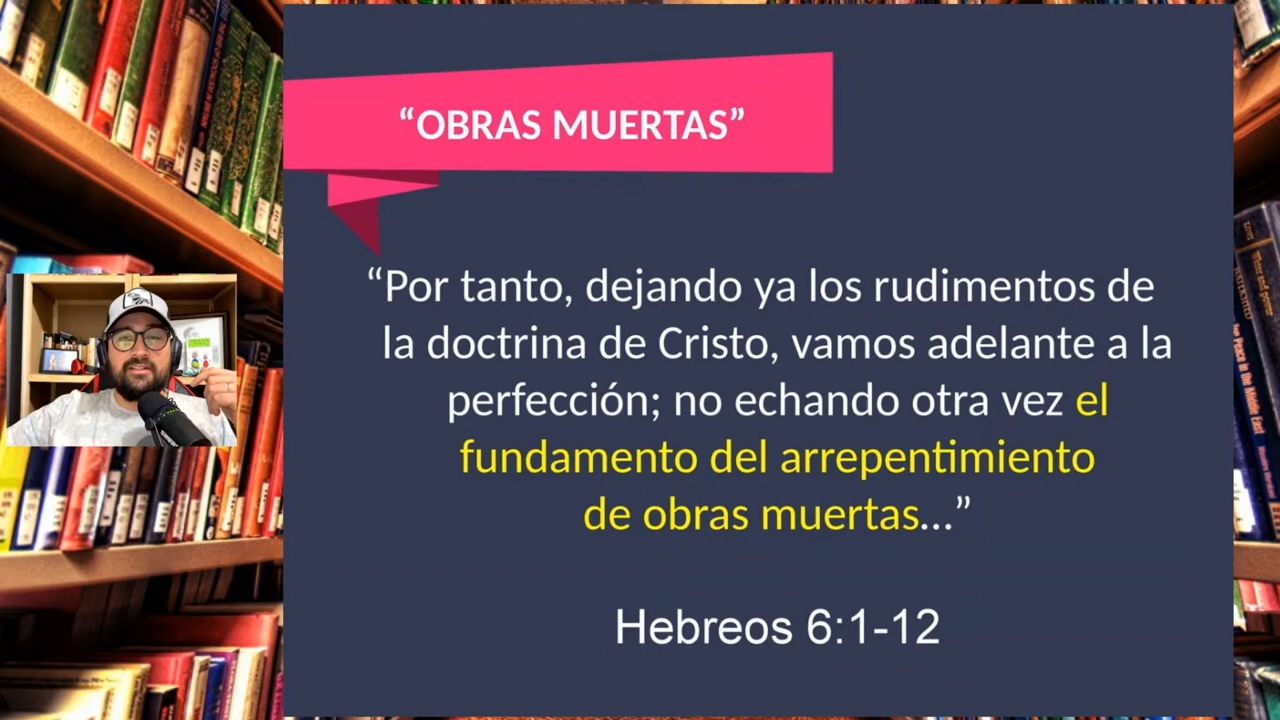 “OBRAS MUERTAS”
“Por tanto, dejando ya los rudimentos de
la doctrina de Cristo, vamos adelante a la
perfección; no echando otra vez el
fundamento del arrepentimiento
de obras muertas...”
Hebreos 6:1-12